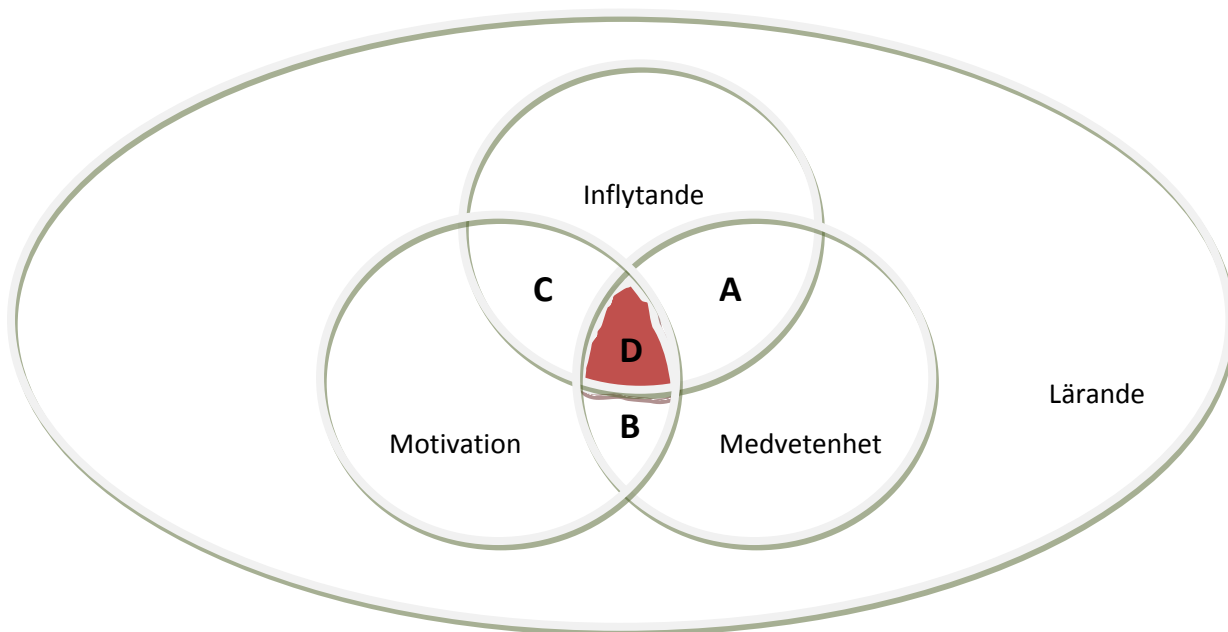 Inflytande
C
A
D
Lärande
B
Motivation
Medvetenhet